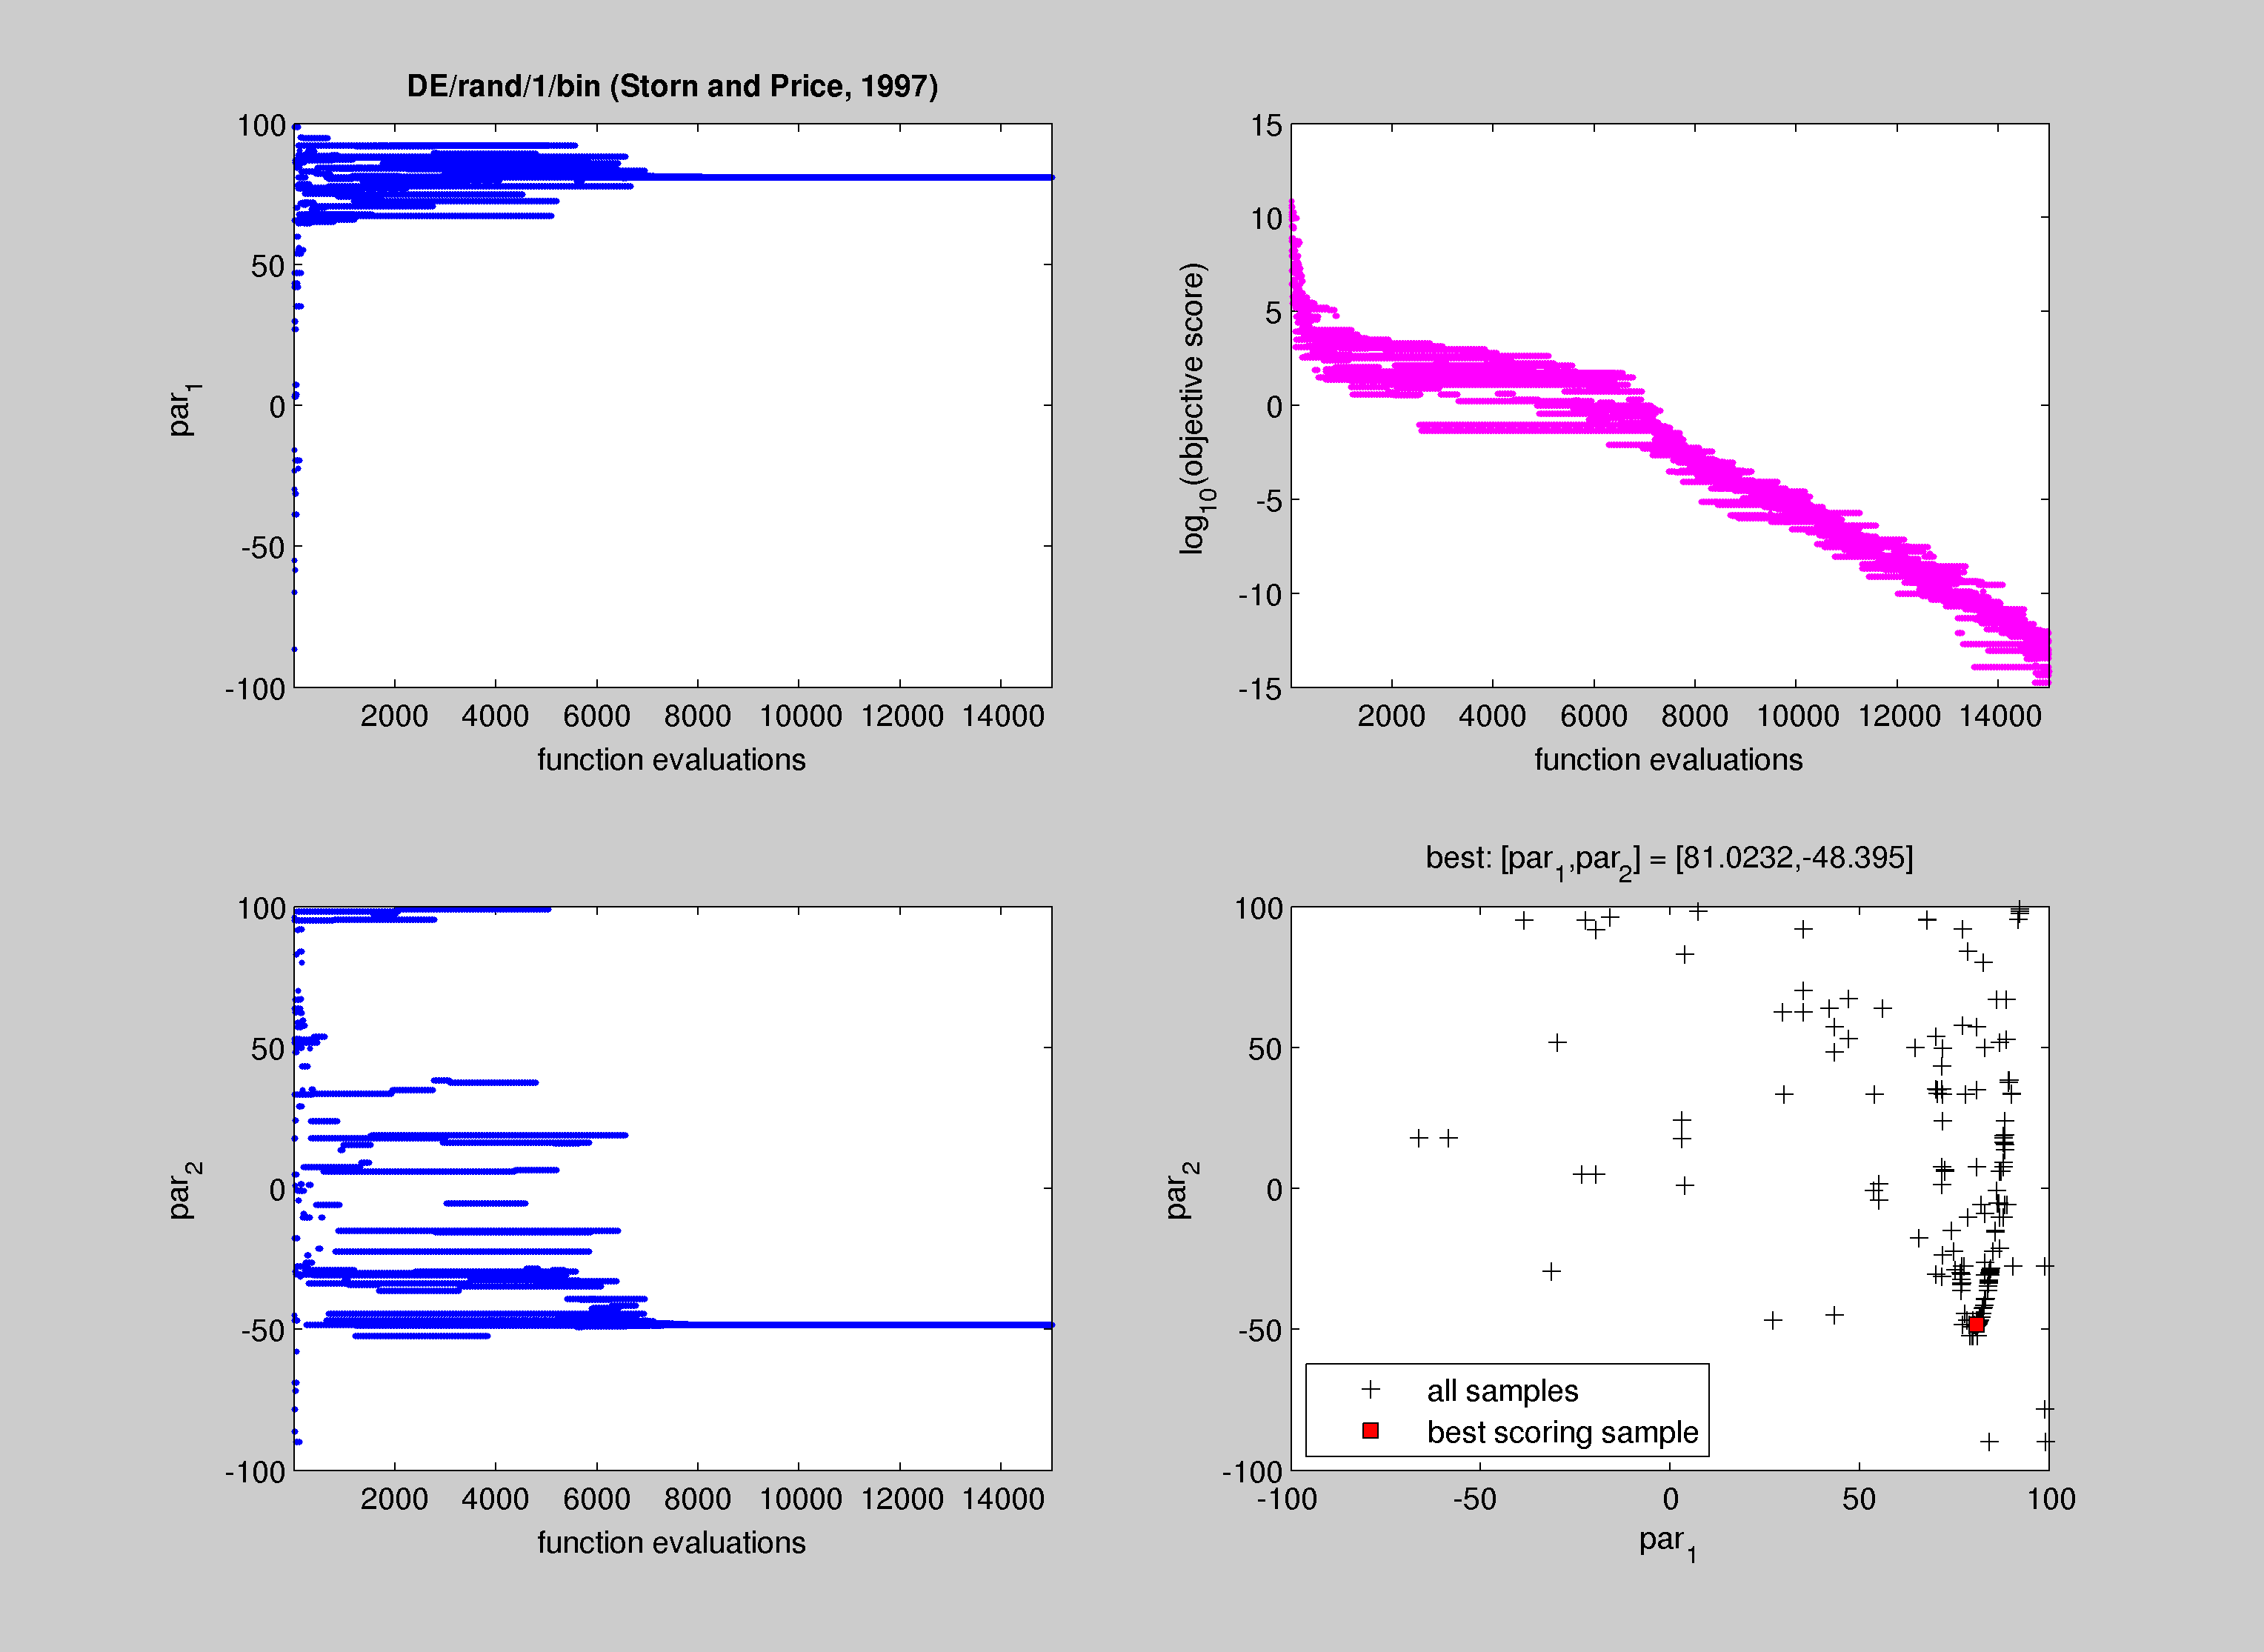 DE/rand/1/bin (Storn and Price, 1997)
100
50
0
-50
-100
par1
2000 4000 6000 8000 10000 12000 14000
function evaluations
15
10
5
0
-5
-10
-15
log10(objective score)
2000 4000 6000 8000 10000 12000 14000
function evaluations
100
50
0
-50
-100
par2
2000 4000 6000 8000 10000 12000 14000
function evaluations
best: [par1,par2] = [81.0232,-48.395]
100
50
0
-50
-100
par2
all samples
best scoring sample
-100 -50 0 50 100
par1